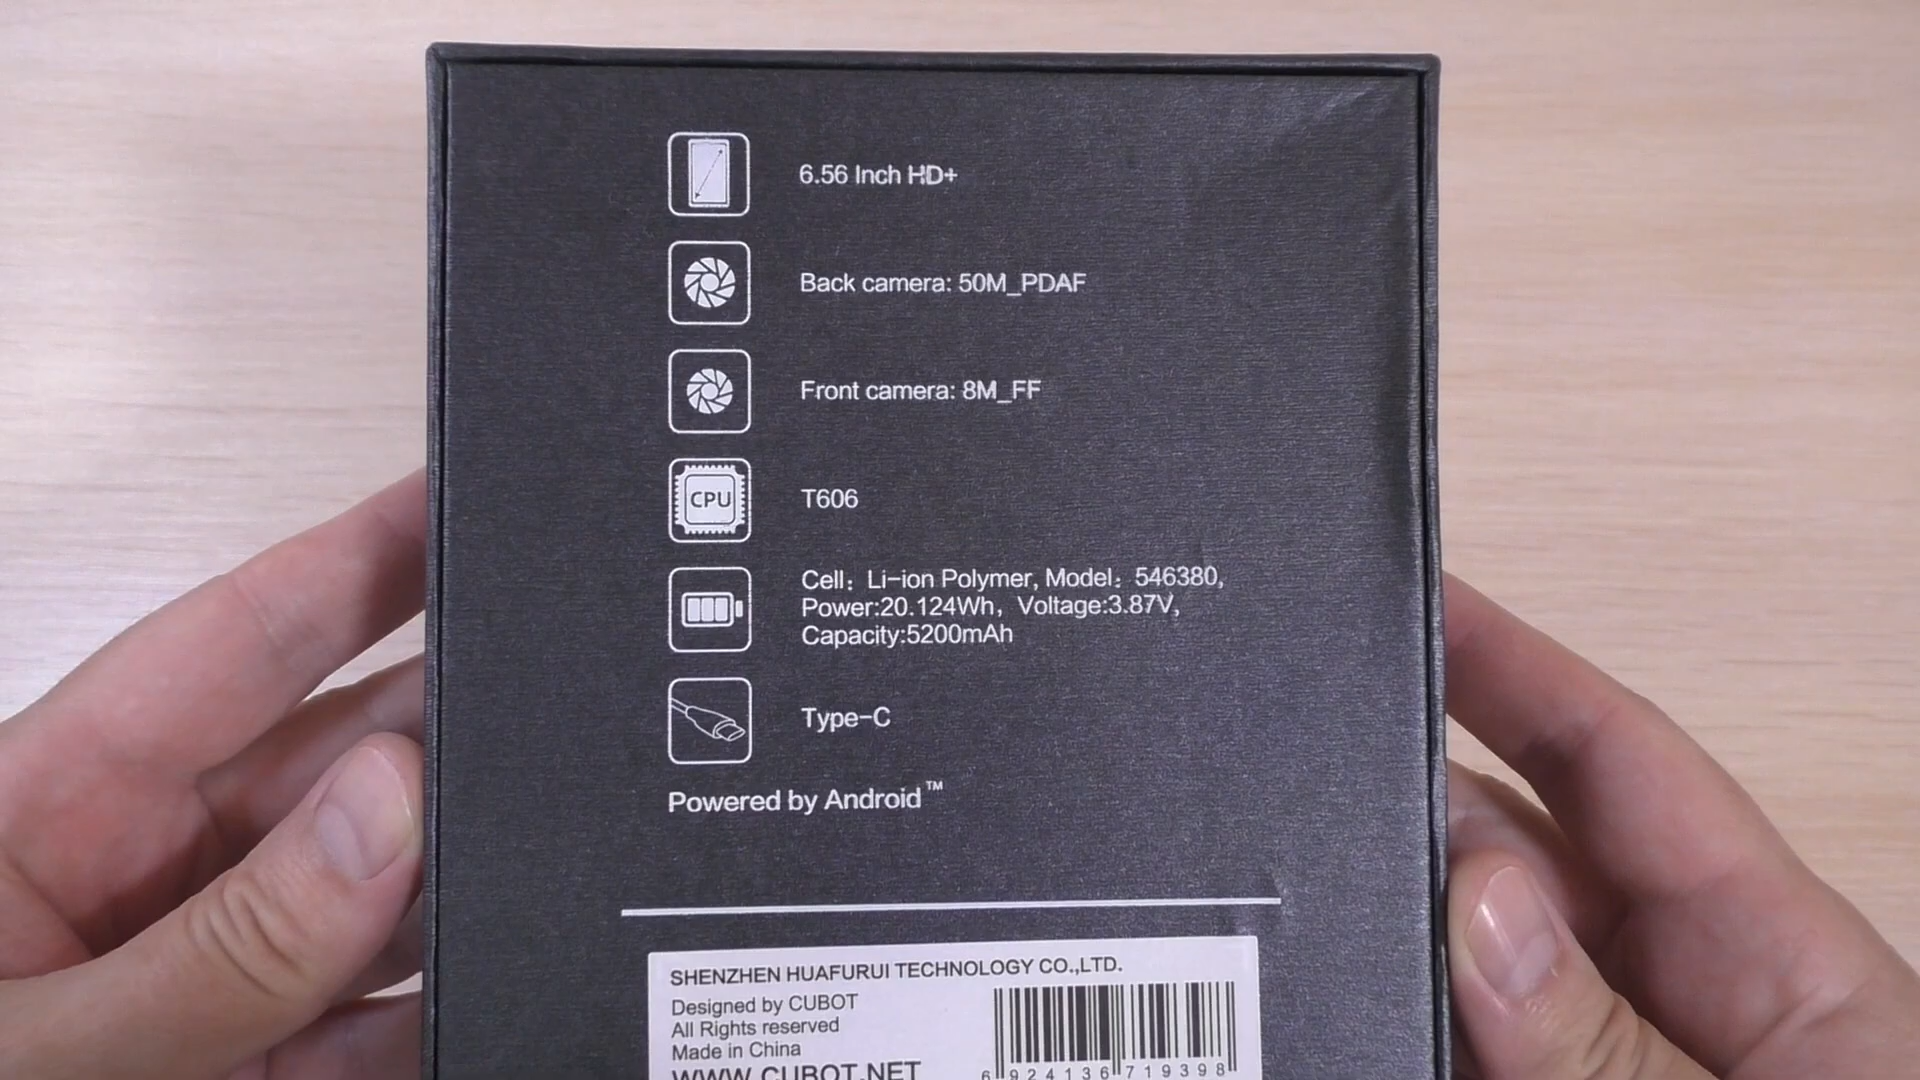 6.56 Inch HD+
Back camera: 50M_PDAF
Front camera: 8M_FF
CPU
T606
Cell: Li-ion Polymer, Model: 546380,
Power:20.124Wh, Voltage:3.87V,
Capacity:5200mAh
Type-C
Powered by Android™
SHENZHEN HUAFURUI TECHNOLOGY CO.,LTD.
Designed by CUBOT
All Rights reserved
Made in China
WWW.CUBOT.NET
6 924136 719398